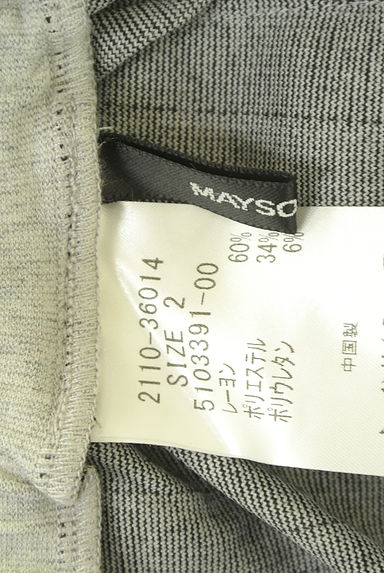 MAYSO
2110-36014
SIZE 2
5103391-00
レーヨン 60%
ポリエステル 34%
ポリウレタン 6%
中国製